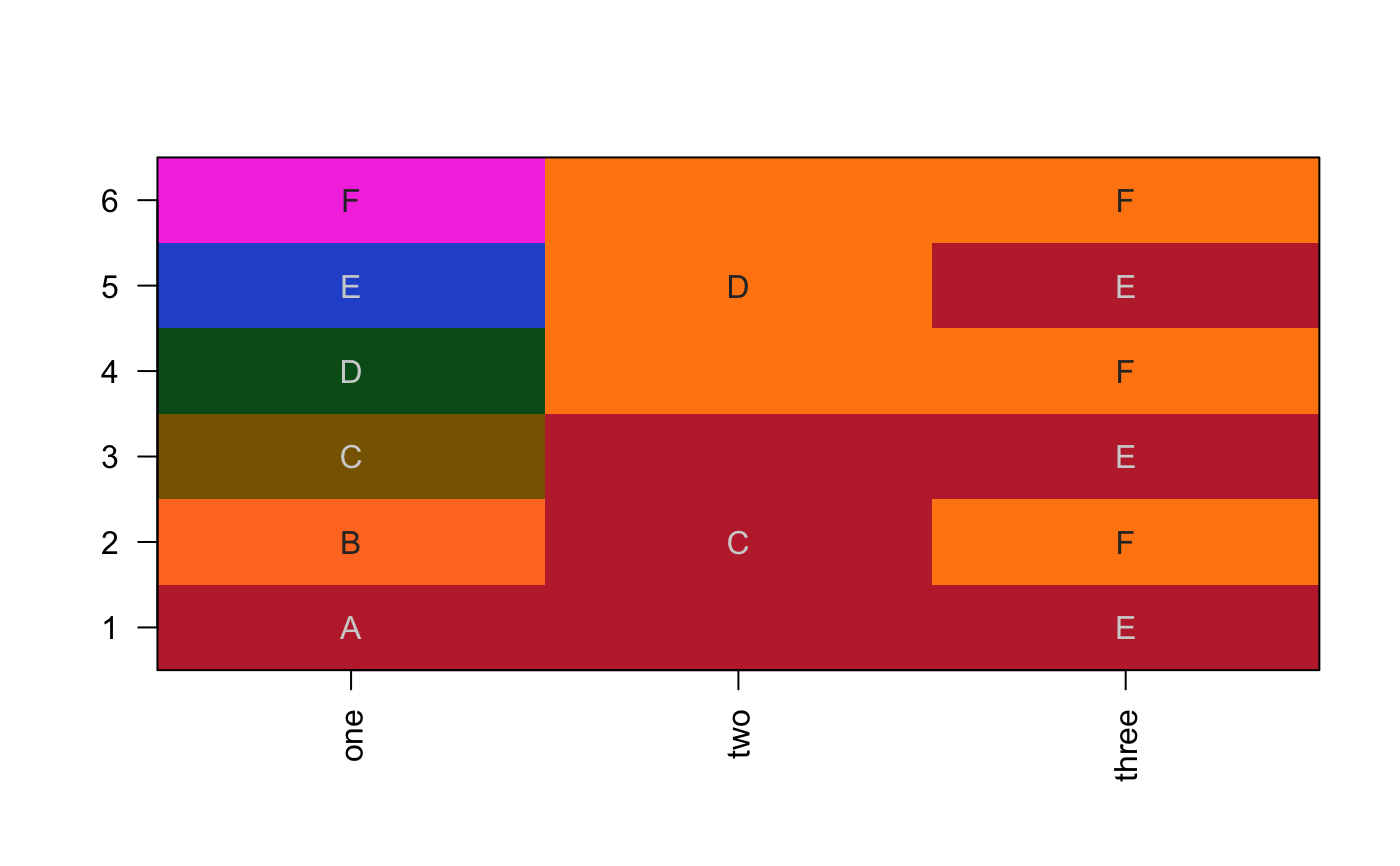 6 F F
5 E D E
4 D F
3 C E
2 B C F
1 A E
one two three